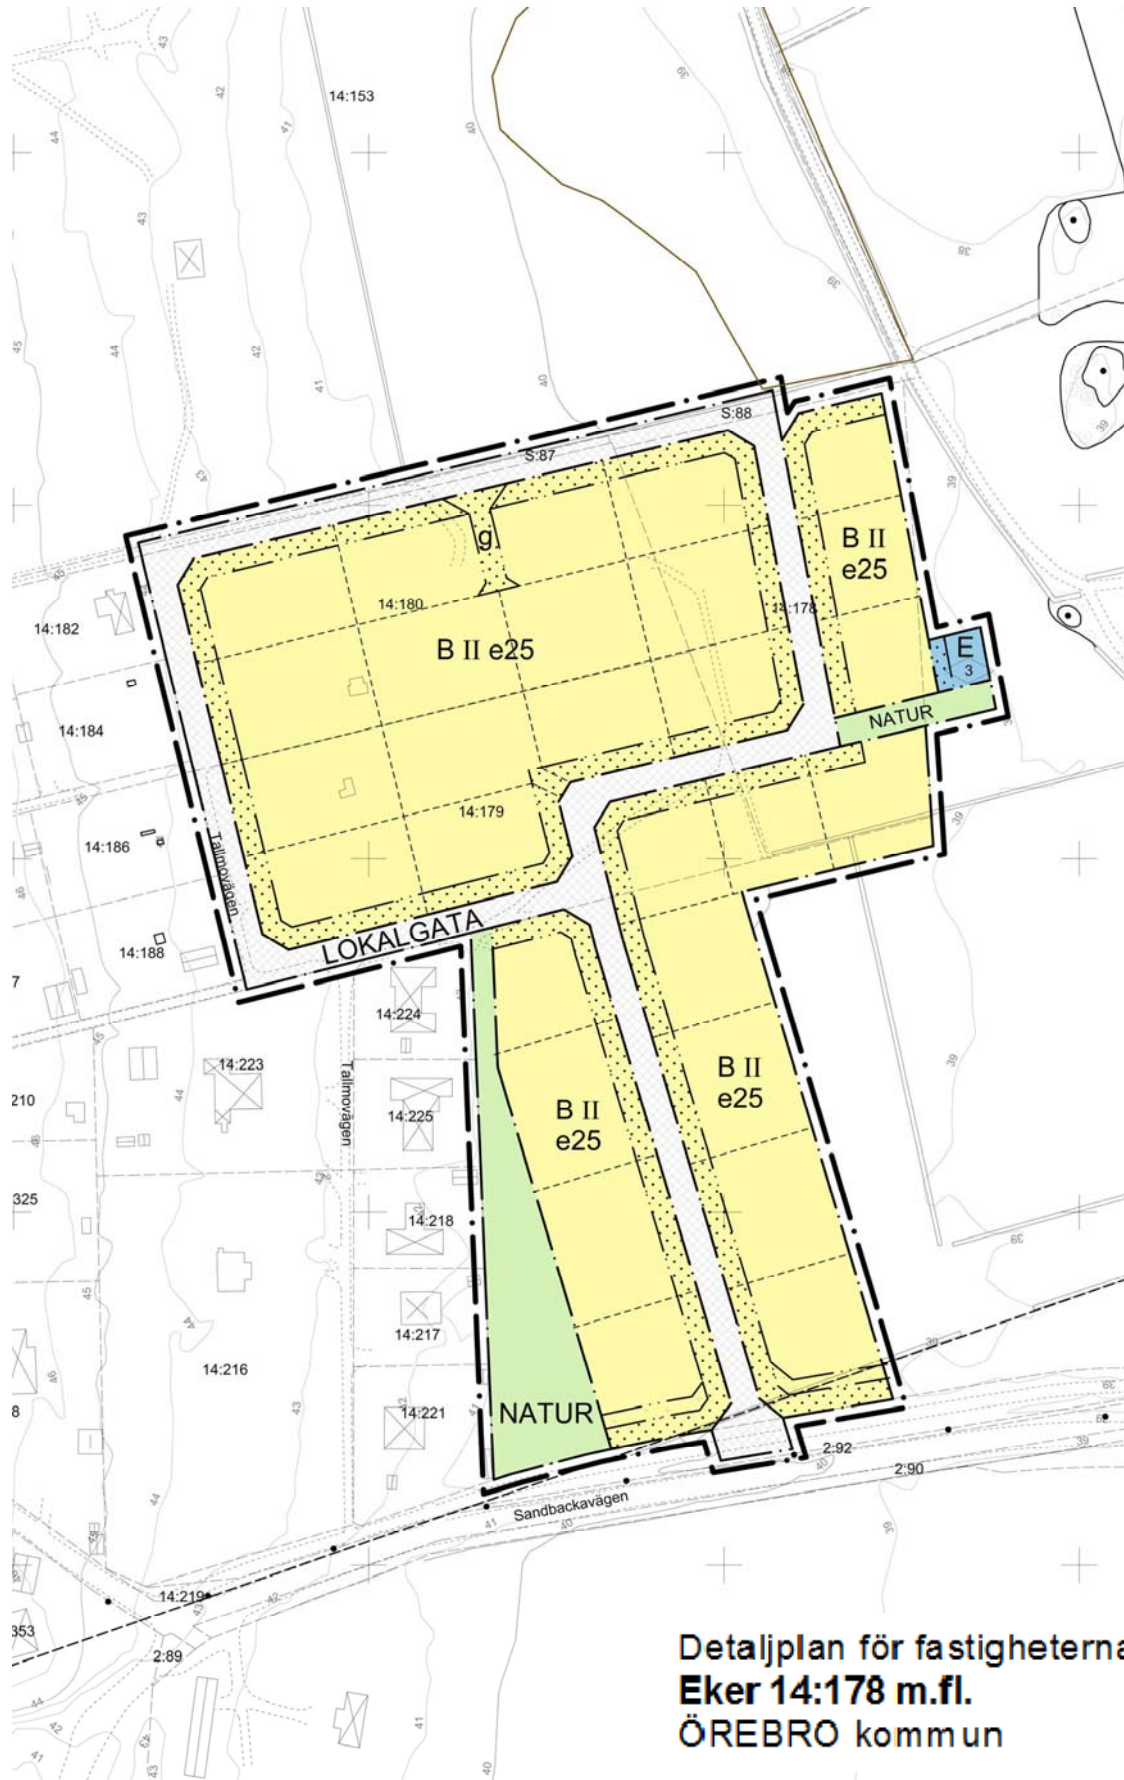 14:153
S:88
S:87
g
B II
e25
14:180
14:178
14:182
B II e25
E
3
NATUR
14:184
14:179
14:186
Tallmovägen
LOKALGATA
14:188
7
14:224
14:223
Tallmovägen
B II
e25
210
14:225
B II
e25
325
14:218
14:217
14:216
8
14:221
NATUR
2:92
2:90
Sandbackavägen
14:219
353
2:89
Detaljplan för fastigheterna
Eker 14:178 m.fl.
ÖREBRO kommun